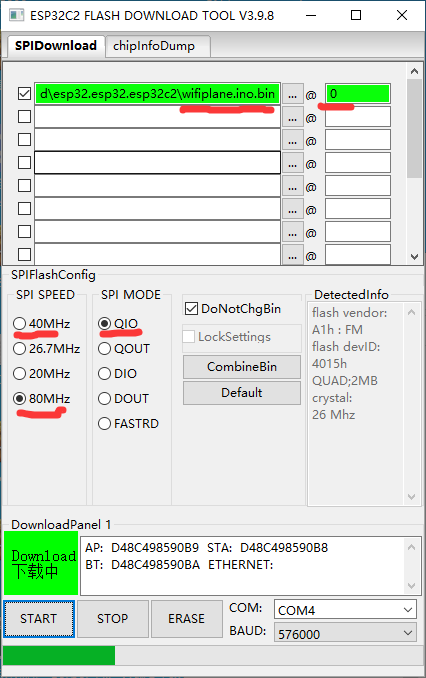 ESP32C2 FLASH DOWNLOAD TOOL V3.9.8
SPIDownload chipInfoDump
d\esp32.esp32.esp32c2\wifiplane.ino.bin ... @ 0
... @
... @
... @
... @
... @
... @
... @
SPIFlashConfig
SPI SPEED
40MHz
26.7MHz
20MHz
80MHz
SPI MODE
QIO
QOUT
DIO
DOUT
FASTRD
DoNotChgBin
LockSettings
CombineBin
Default
DetectedInfo
flash vendor:
A1h : FM
flash devID:
4015h
QUAD;2MB
crystal:
26 Mhz
DownloadPanel 1
Download
下载中
AP: D48C498590B9 STA: D48C498590B8
BT: D48C498590BA ETHERNET:
START STOP ERASE
COM: COM4
BAUD: 576000